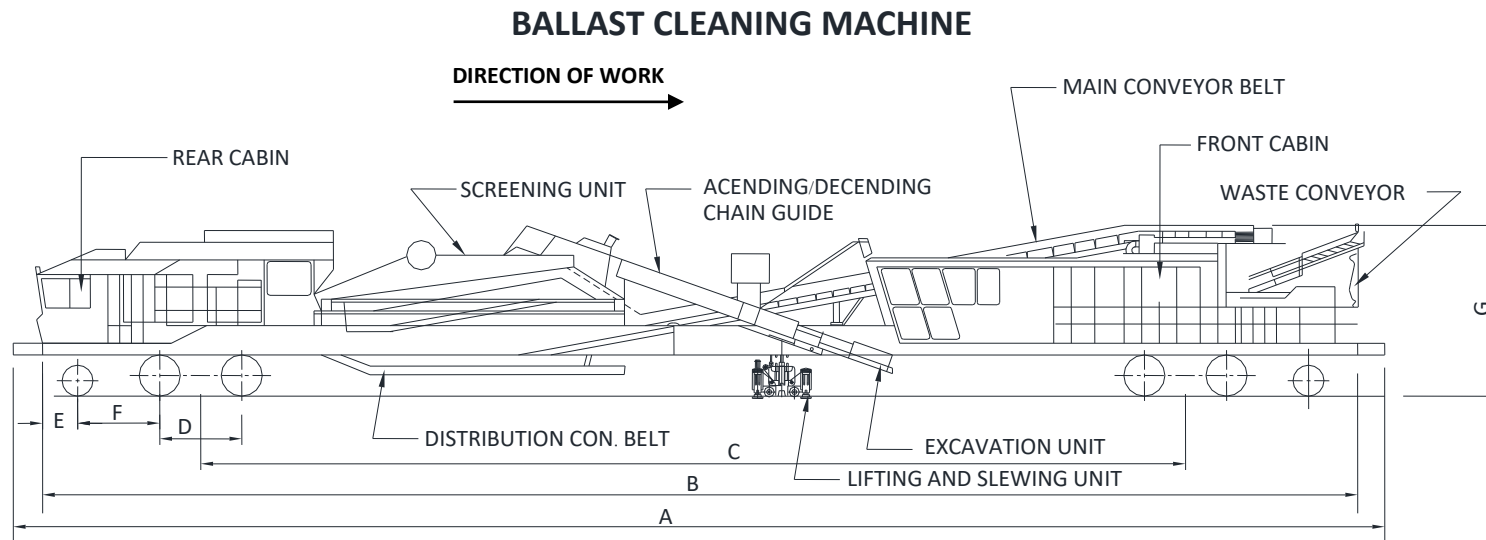 BALLAST CLEANING MACHINE
DIRECTION OF WORK
MAIN CONVEYOR BELT
REAR CABIN
FRONT CABIN
SCREENING UNIT
ACENDING/DECENDING
CHAIN GUIDE
WASTE CONVEYOR
G
E
F
D
DISTRIBUTION CON. BELT
C
EXCAVATION UNIT
LIFTING AND SLEWING UNIT
B
A